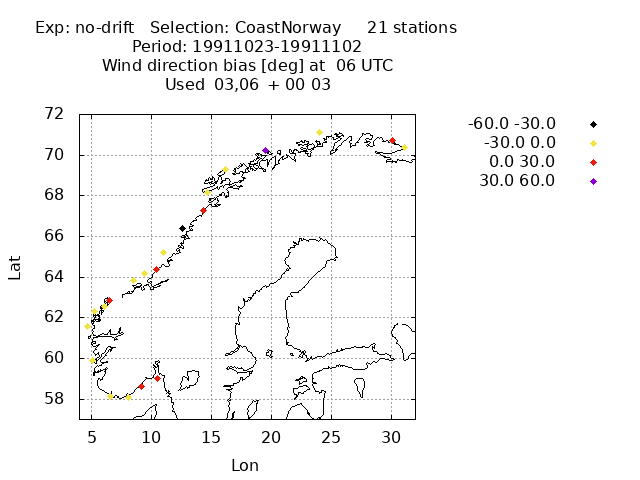 Exp: no-drift   Selection: CoastNorway     21 stations
Period: 19911023-19911102
Wind direction bias [deg] at  06 UTC
Used  03,06  + 00 03
-60.0 -30.0
-30.0 0.0
0.0 30.0
30.0 60.0
72
70
68
66
64
62
60
58
Lat
5 10 15 20 25 30
Lon